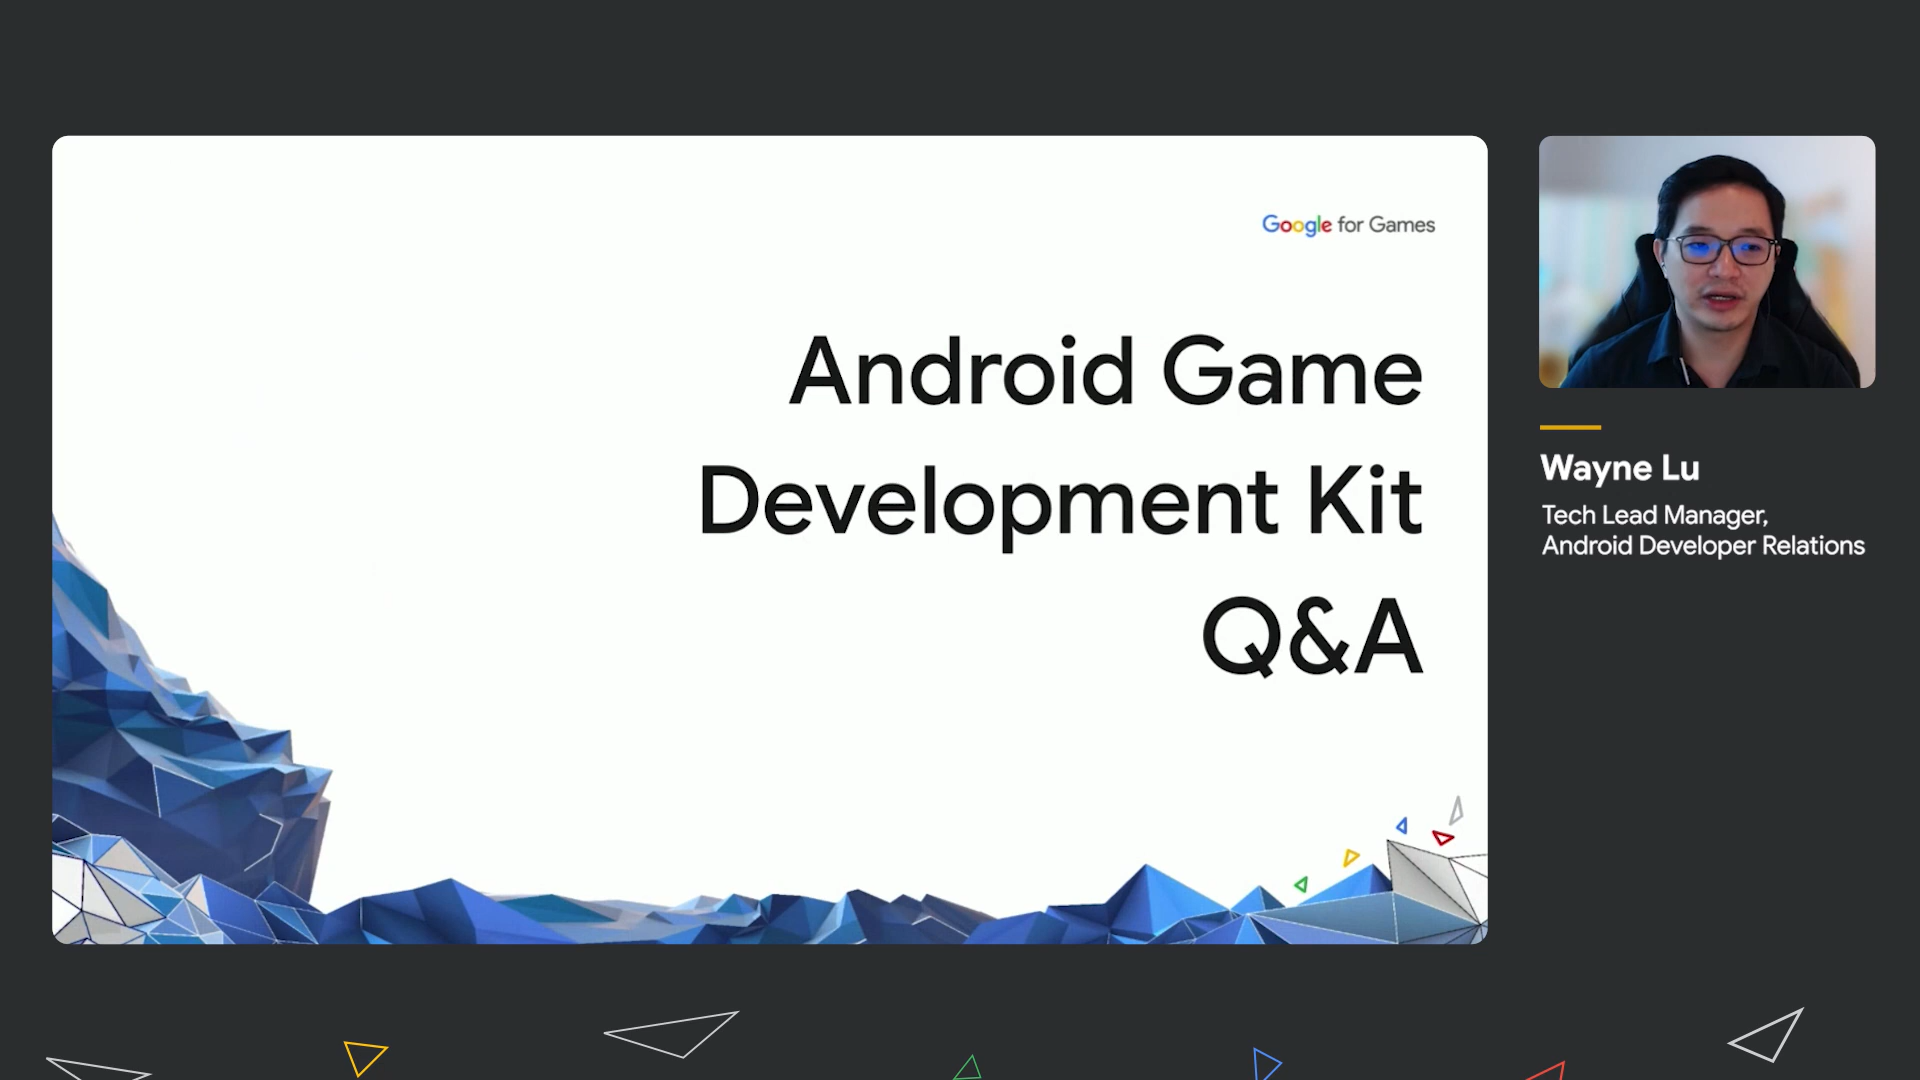 Google for Games
Android Game
Development Kit
Q&A
Wayne Lu
Tech Lead Manager,
Android Developer Relations